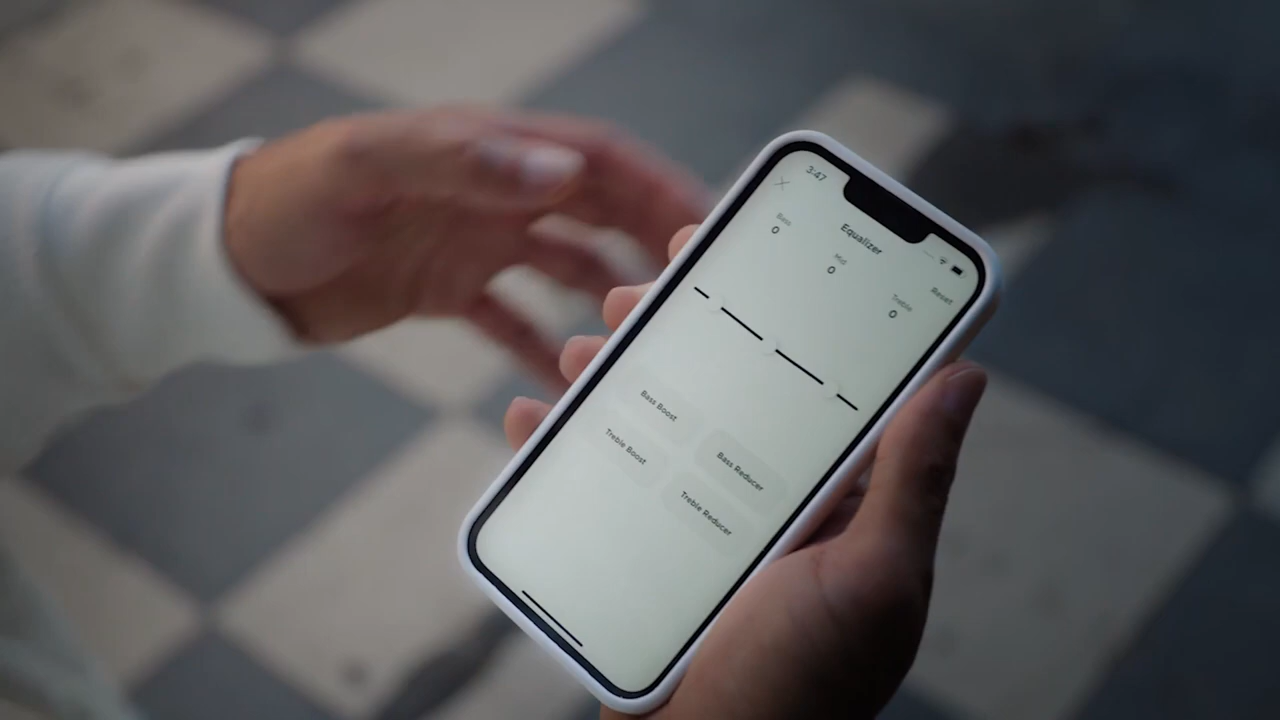 3:47
Equalizer
Reset
Bass
0
Mid
0
Treble
0
Bass Boost
Bass Reducer
Treble Boost
Treble Reducer